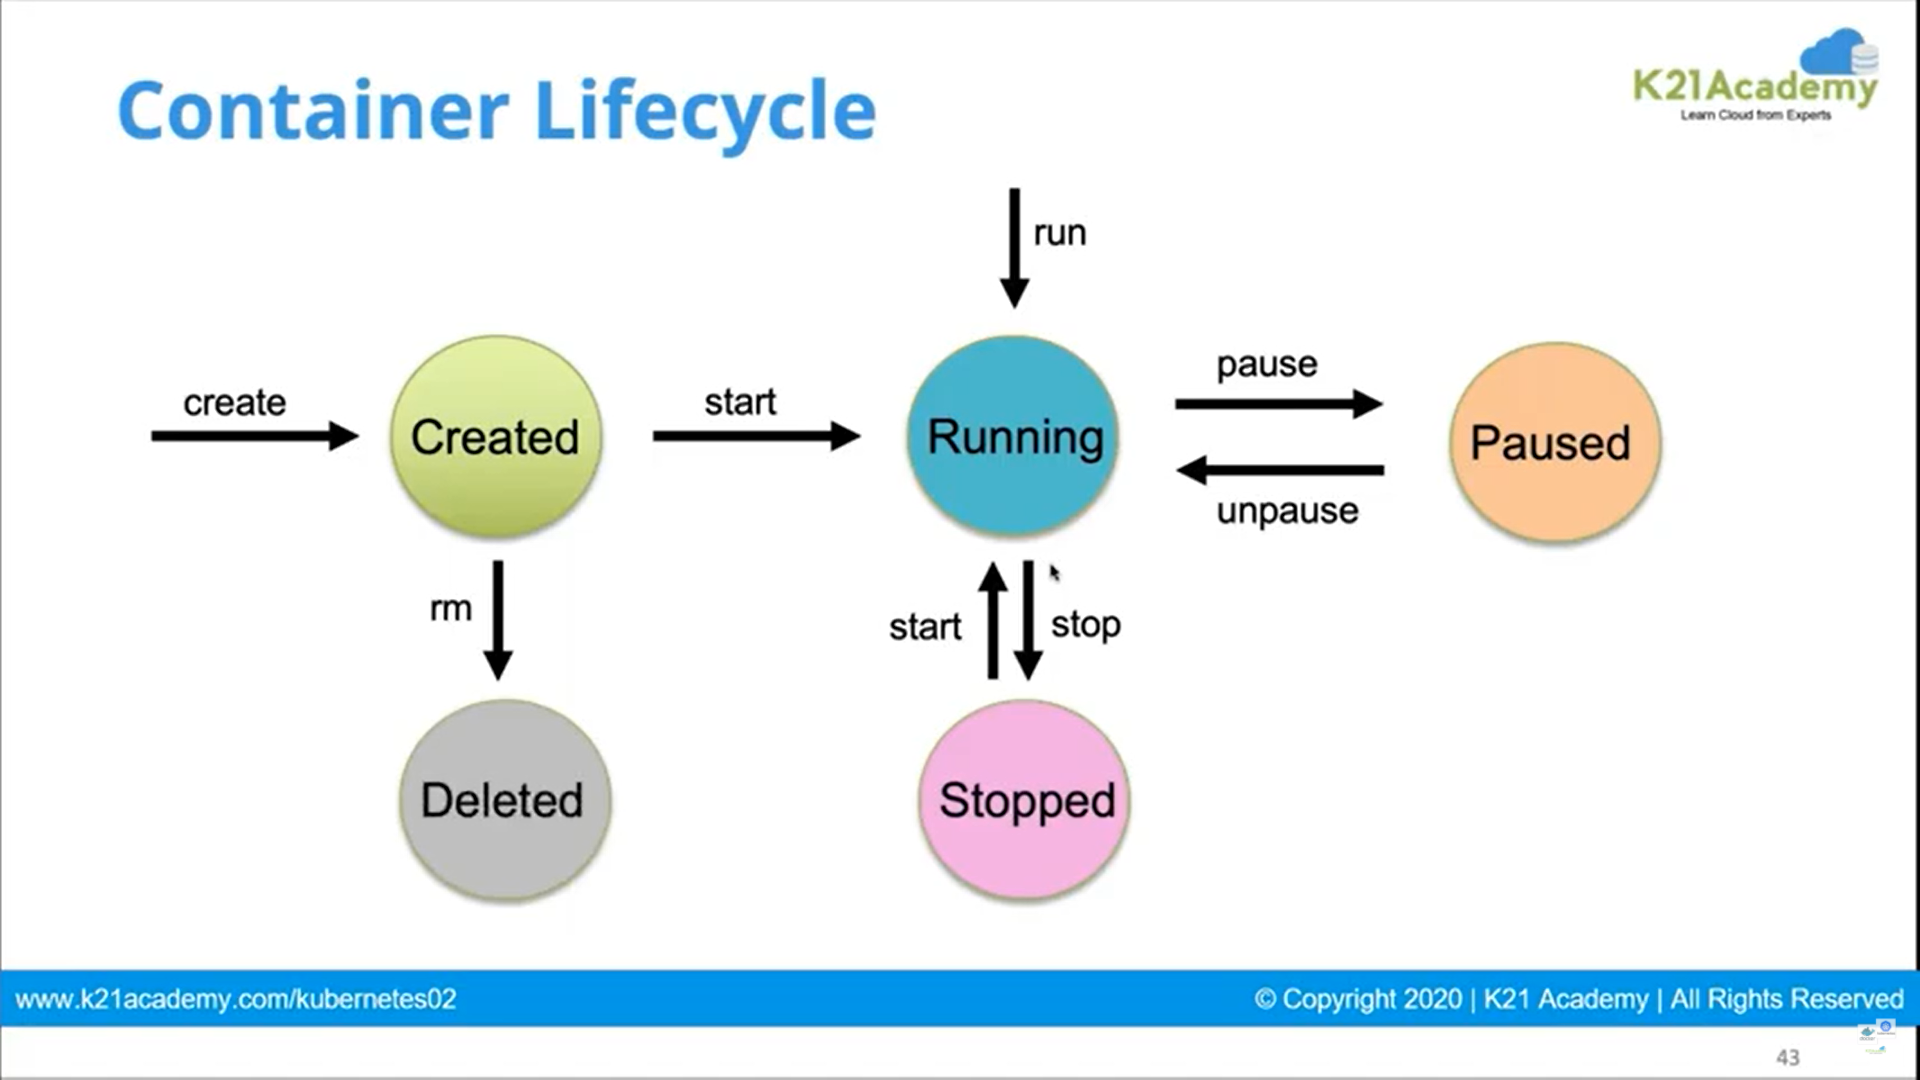 Container Lifecycle
K21Academy
Learn Cloud from Experts
run
create
Created
start
Running
pause
unpause
Paused
rm
start
stop
Deleted
Stopped
www.k21academy.com/kubernetes02
© Copyright 2020 | K21 Academy | All Rights Reserved
43